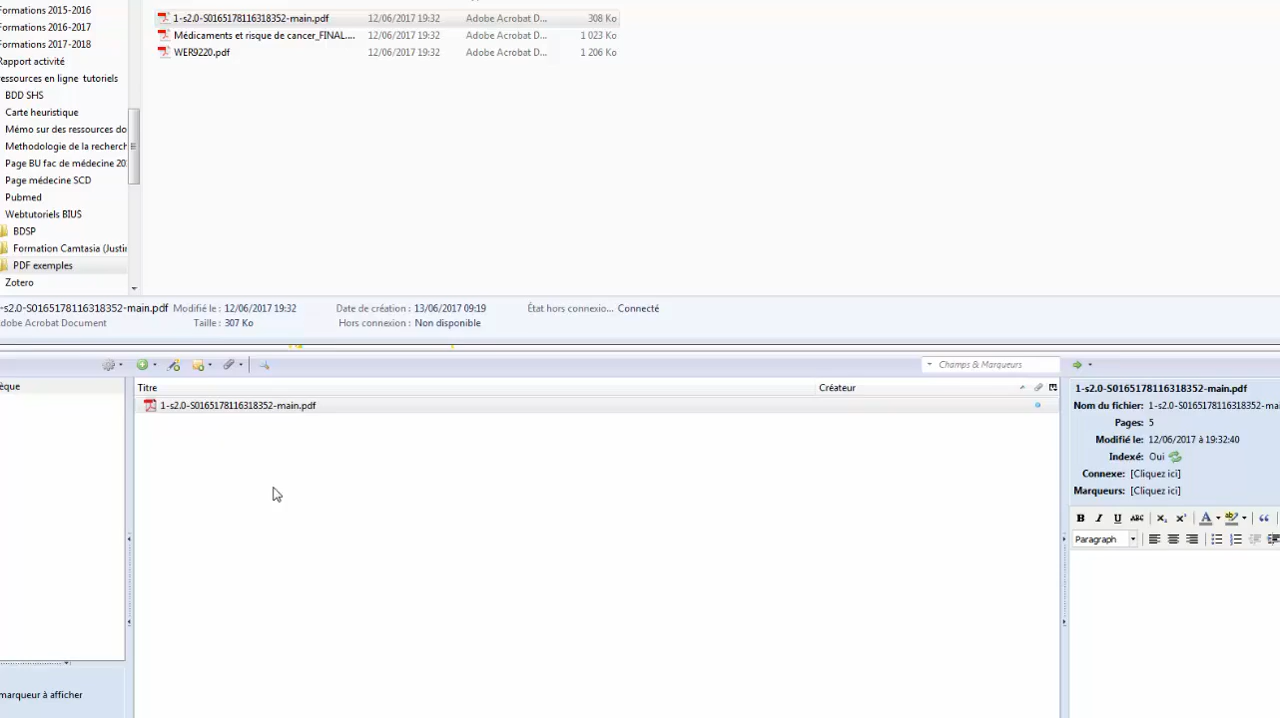 Formations 2015-2016
Formations 2016-2017
Formations 2017-2018
Rapport activité
essources en ligne tutoriels
BDD SHS
Carte heuristique
Mémo sur des ressources do
Methodologie de la recherch
Page BU fac de médecine 20
Page médecine SCD
Pubmed
Webtutoriels BIUS
BDSP
Formation Camtasia (Justin
PDF exemples
Zotero
1-s2.0-S0165178116318352-main.pdf 12/06/2017 19:32 Adobe Acrobat D... 308 Ko
Médicaments et risque de cancer_FINAL.... 12/06/2017 19:32 Adobe Acrobat D... 1 023 Ko
WER9220.pdf 12/06/2017 19:32 Adobe Acrobat D... 1 206 Ko
-s2.0-S0165178116318352-main.pdf Modifié le : 12/06/2017 19:32 Date de création : 13/06/2017 09:19 État hors connexio... Connecté
dobe Acrobat Document Taille : 307 Ko Hors connexion : Non disponible
Champs & Marqueurs
èque
Titre Créateur
1-s2.0-S0165178116318352-main.pdf
marqueur à afficher
1-s2.0-S0165178116318352-main.pdf
Nom du fichier: 1-s2.0-S0165178116318352-mai
Pages: 5
Modifié le: 12/06/2017 à 19:32:40
Indexé: Oui
Connexe: [Cliquez ici]
Marqueurs: [Cliquez ici]
B I U ABC X₂ X² A ab
Paragraph